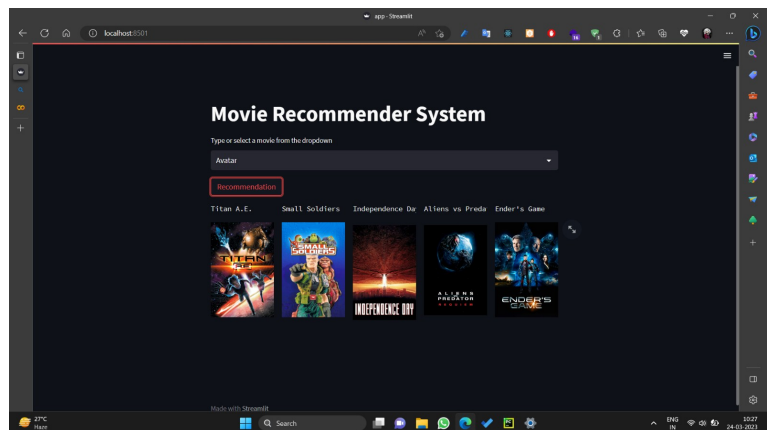 app · Streamlit
localhost:8501
Movie Recommender System
Type or select a movie from the dropdown
Avatar
Recommendation
Titan A.E.
Small Soldiers
Independence Da
Aliens vs Preda
Ender's Game
TITAN
A.E.
SMALL
SOLDIERS
INDEPENDENCE DAY
ALIENS
PREDATOR
REQUIEM
ENDER'S
GAME
Made with Streamlit
27°C
Haze
Search
ENG
IN
10:27
24-03-2023